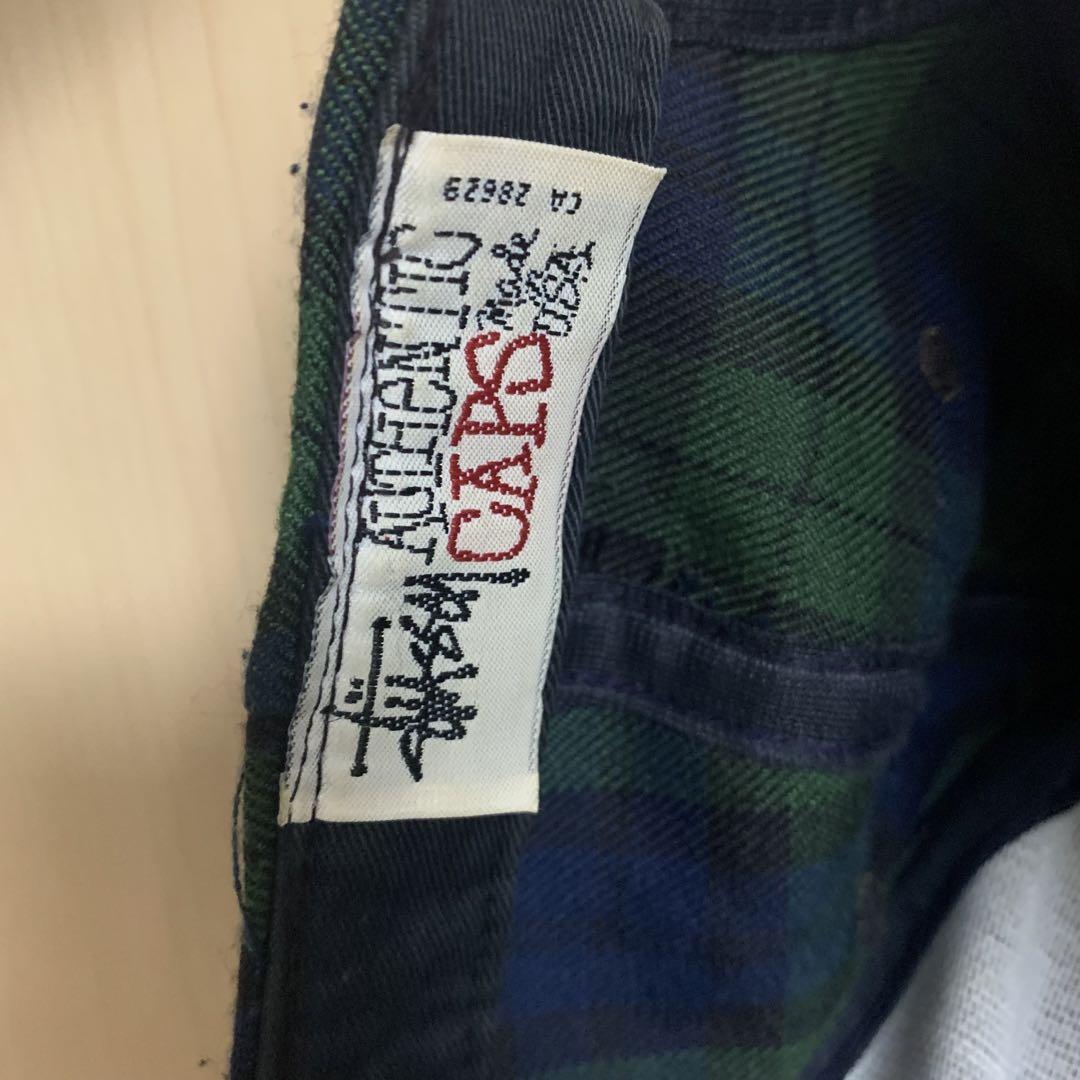 Stüssy AUTHENTIC Made
CAPS in USA
CA 28629